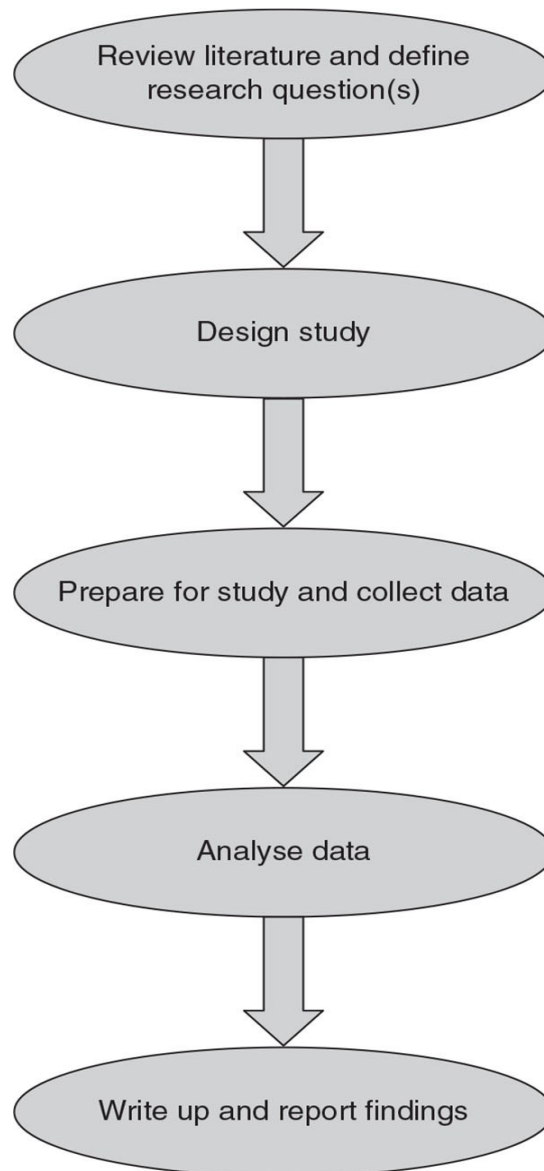 Review literature and define
research question(s)
Design study
Prepare for study and collect data
Analyse data
Write up and report findings